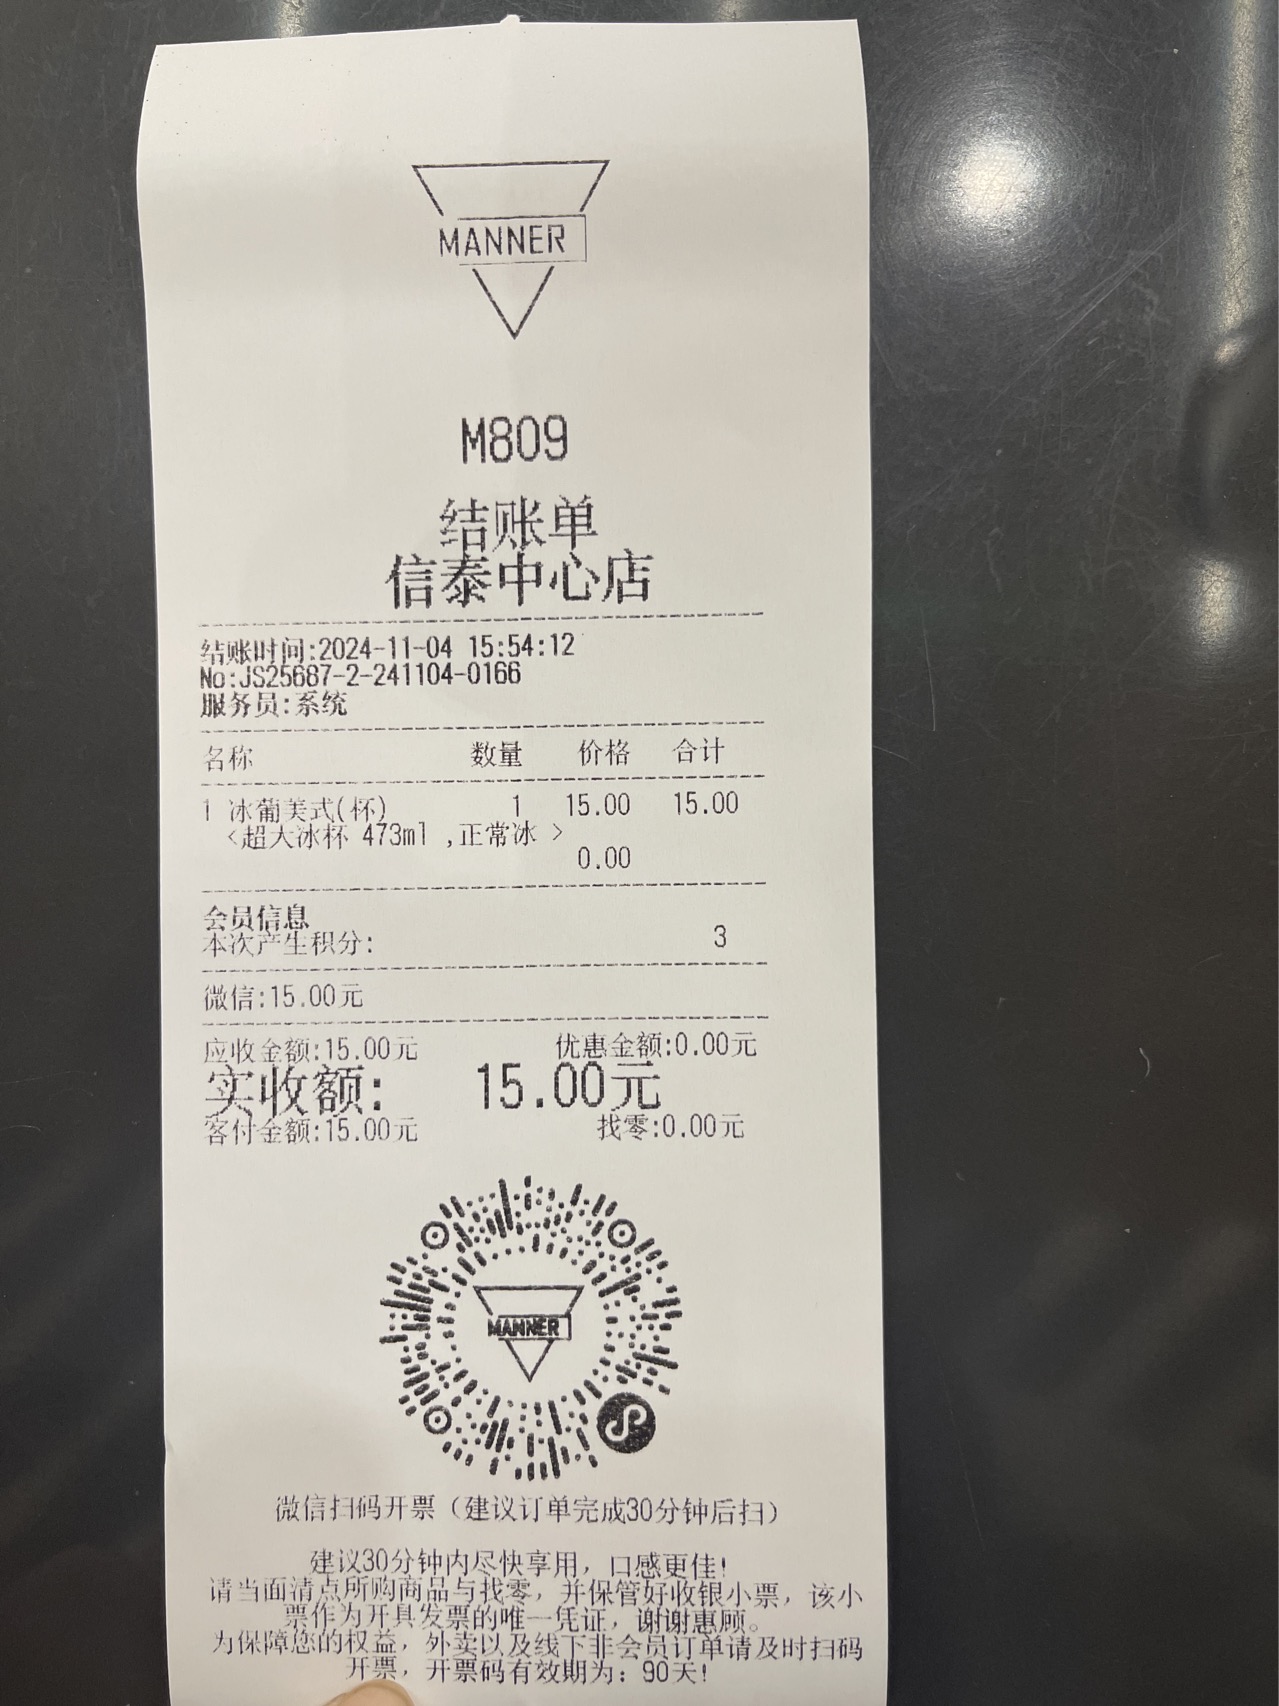 MANNER
M809
结账单
信泰中心店
结账时间:2024-11-04 15:54:12
No:JS25687-2-241104-0166
服务员:系统
名称 数量 价格 合计
1 冰葡美式(杯) 1 15.00 15.00
<超大冰杯 473ml ,正常冰 >
0.00
会员信息
本次产生积分: 3
微信:15.00元
应收金额:15.00元 优惠金额:0.00元
实收额: 15.00元
客付金额:15.00元 找零:0.00元
MANNER
微信扫码开票（建议订单完成30分钟后扫）
建议30分钟内尽快享用，口感更佳!
请当面清点所购商品与找零，并保管好收银小票，该小
票作为开具发票的唯一凭证，谢谢惠顾。
为保障您的权益，外卖以及线下非会员订单请及时扫码
开票，开票码有效期为：90天!